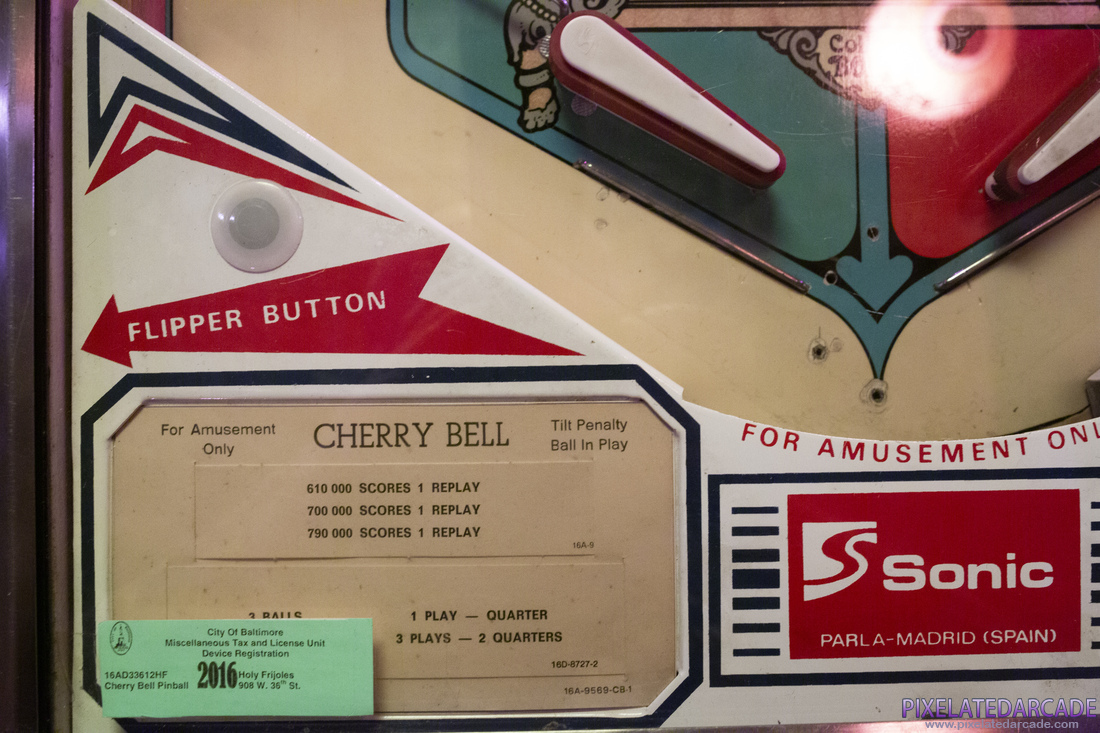 FLIPPER BUTTON
For Amusement
Only
CHERRY BELL
Tilt Penalty
Ball In Play
610 000 SCORES 1 REPLAY
700 000 SCORES 1 REPLAY
790 000 SCORES 1 REPLAY
16A-9
3 BALLS
1 PLAY — QUARTER
3 PLAYS — 2 QUARTERS
16D-8727-2
16A-9569-CB-1
City Of Baltimore
Miscellaneous Tax and License Unit
Device Registration
16AD33612HF 2016 Holy Frijoles
Cherry Bell Pinball 908 W. 36th St.
FOR AMUSEMENT
S Sonic
PARLA-MADRID (SPAIN)
PIXELATEDARCADE
www.pixelatedarcade.com